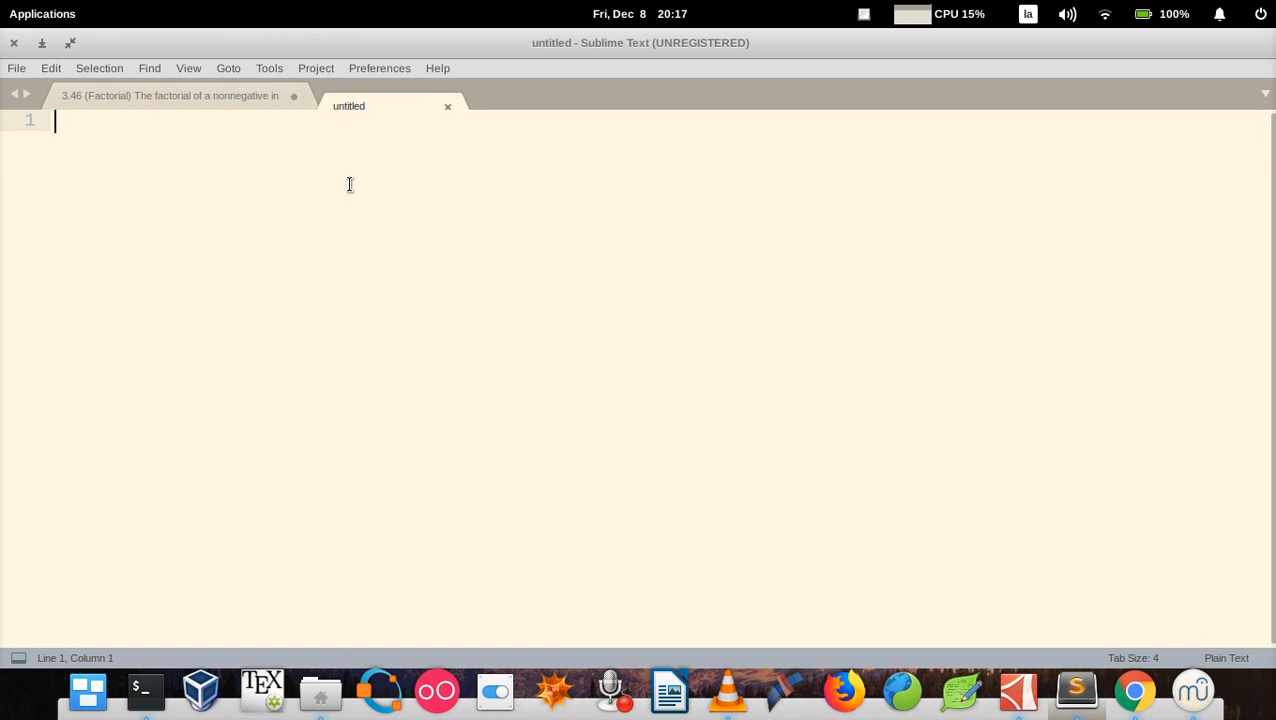 Applications
Fri, Dec 8 20:17
CPU 15%
la
100%
untitled - Sublime Text (UNREGISTERED)
File Edit Selection Find View Goto Tools Project Preferences Help
3.46 (Factorial) The factorial of a nonnegative in
untitled
1
Line 1, Column 1
Tab Size: 4
Plain Text
$_
TEX
S